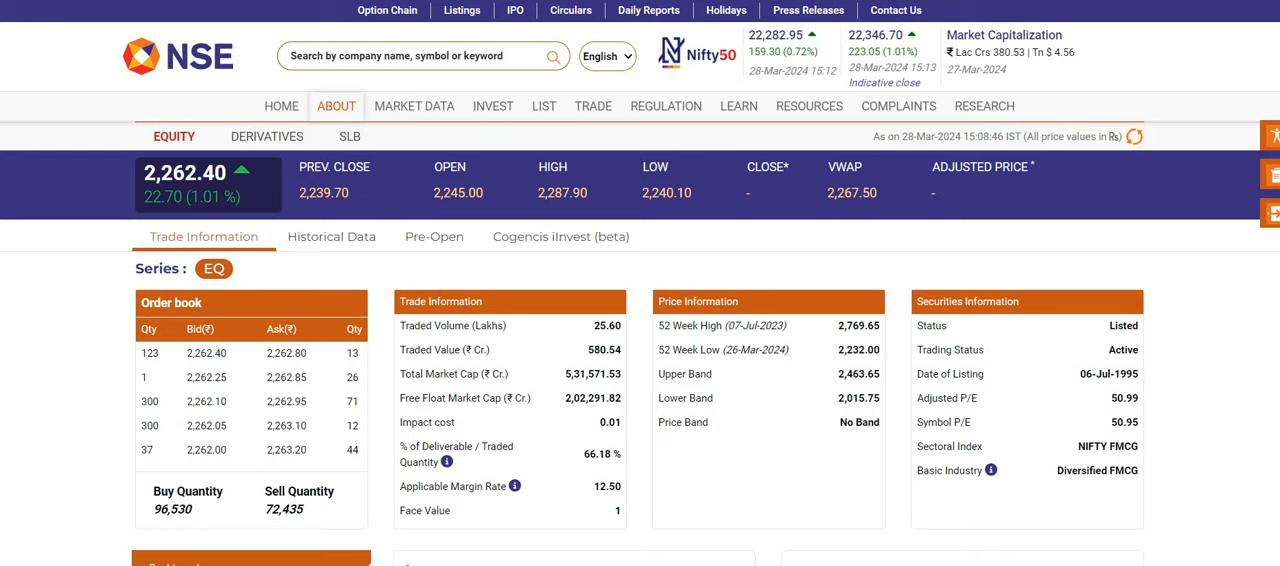 Option Chain Listings IPO Circulars Daily Reports Holidays Press Releases Contact Us
NSE
Search by company name, symbol or keyword
English
Nifty50
22,282.95
159.30 (0.72%)
28-Mar-2024 15:12
22,346.70
223.05 (1.01%)
28-Mar-2024 15:13
Indicative close
Market Capitalization
₹ Lac Crs 380.53 | Tn $ 4.56
27-Mar-2024
HOME ABOUT MARKET DATA INVEST LIST TRADE REGULATION LEARN RESOURCES COMPLAINTS RESEARCH
EQUITY DERIVATIVES SLB
As on 28-Mar-2024 15:08:46 IST (All price values in ₨)
2,262.40
22.70 (1.01 %)
PREV. CLOSE OPEN HIGH LOW CLOSE* VWAP ADJUSTED PRICE*
2,239.70 2,245.00 2,287.90 2,240.10 - 2,267.50 -
Trade Information Historical Data Pre-Open Cogencis iInvest (beta)
Series : EQ
Order book
Qty Bid(₹) Ask(₹) Qty
123 2,262.40 2,262.80 13
1 2,262.25 2,262.85 26
300 2,262.10 2,262.95 71
300 2,262.05 2,263.10 12
37 2,262.00 2,263.20 44
Buy Quantity Sell Quantity
96,530 72,435
Trade Information
Traded Volume (Lakhs) 25.60
Traded Value (₹ Cr.) 580.54
Total Market Cap (₹ Cr.) 5,31,571.53
Free Float Market Cap (₹ Cr.) 2,02,291.82
Impact cost 0.01
% of Deliverable / Traded
Quantity 66.18 %
Applicable Margin Rate 12.50
Face Value 1
Price Information
52 Week High (07-Jul-2023) 2,769.65
52 Week Low (26-Mar-2024) 2,232.00
Upper Band 2,463.65
Lower Band 2,015.75
Price Band No Band
Securities Information
Status Listed
Trading Status Active
Date of Listing 06-Jul-1995
Adjusted P/E 50.99
Symbol P/E 50.95
Sectoral Index NIFTY FMCG
Basic Industry Diversified FMCG